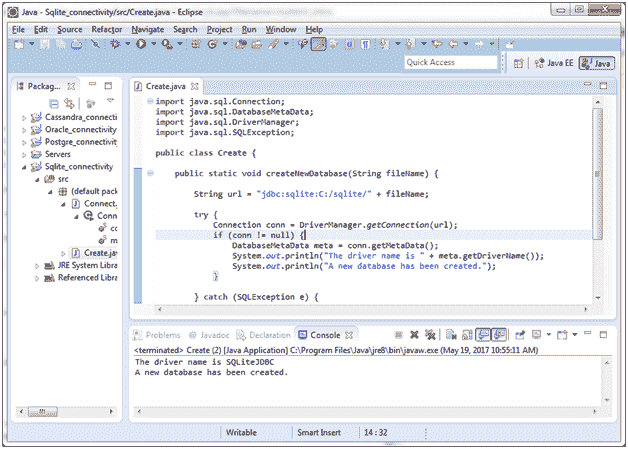 Java - Sqlite_connectivity/src/Create.java - Eclipse
File Edit Source Refactor Navigate Search Project Run Window Help
Quick Access
Java EE
Java
Packag...
Cassandra_connecti
Oracle_connectivity
Postgre_connectivity
Servers
Sqlite_connectivity
src
(default pack
Connect.
Conn
co
m
Create.jav
JRE System Librar
Referenced Librar
Create.java
import java.sql.Connection;
import java.sql.DatabaseMetaData;
import java.sql.DriverManager;
import java.sql.SQLException;
public class Create {
public static void createNewDatabase(String fileName) {
String url = "jdbc:sqlite:C:/sqlite/" + fileName;
try {
Connection conn = DriverManager.getConnection(url);
if (conn != null) {
DatabaseMetaData meta = conn.getMetaData();
System.out.println("The driver name is " + meta.getDriverName());
System.out.println("A new database has been created.");
}
} catch (SQLException e) {
Problems Javadoc Declaration Console
<terminated> Create (2) [Java Application] C:\Program Files\Java\jre8\bin\javaw.exe (May 19, 2017 10:55:11 AM)
The driver name is SQLiteJDBC
A new database has been created.
Writable Smart Insert 14 : 32